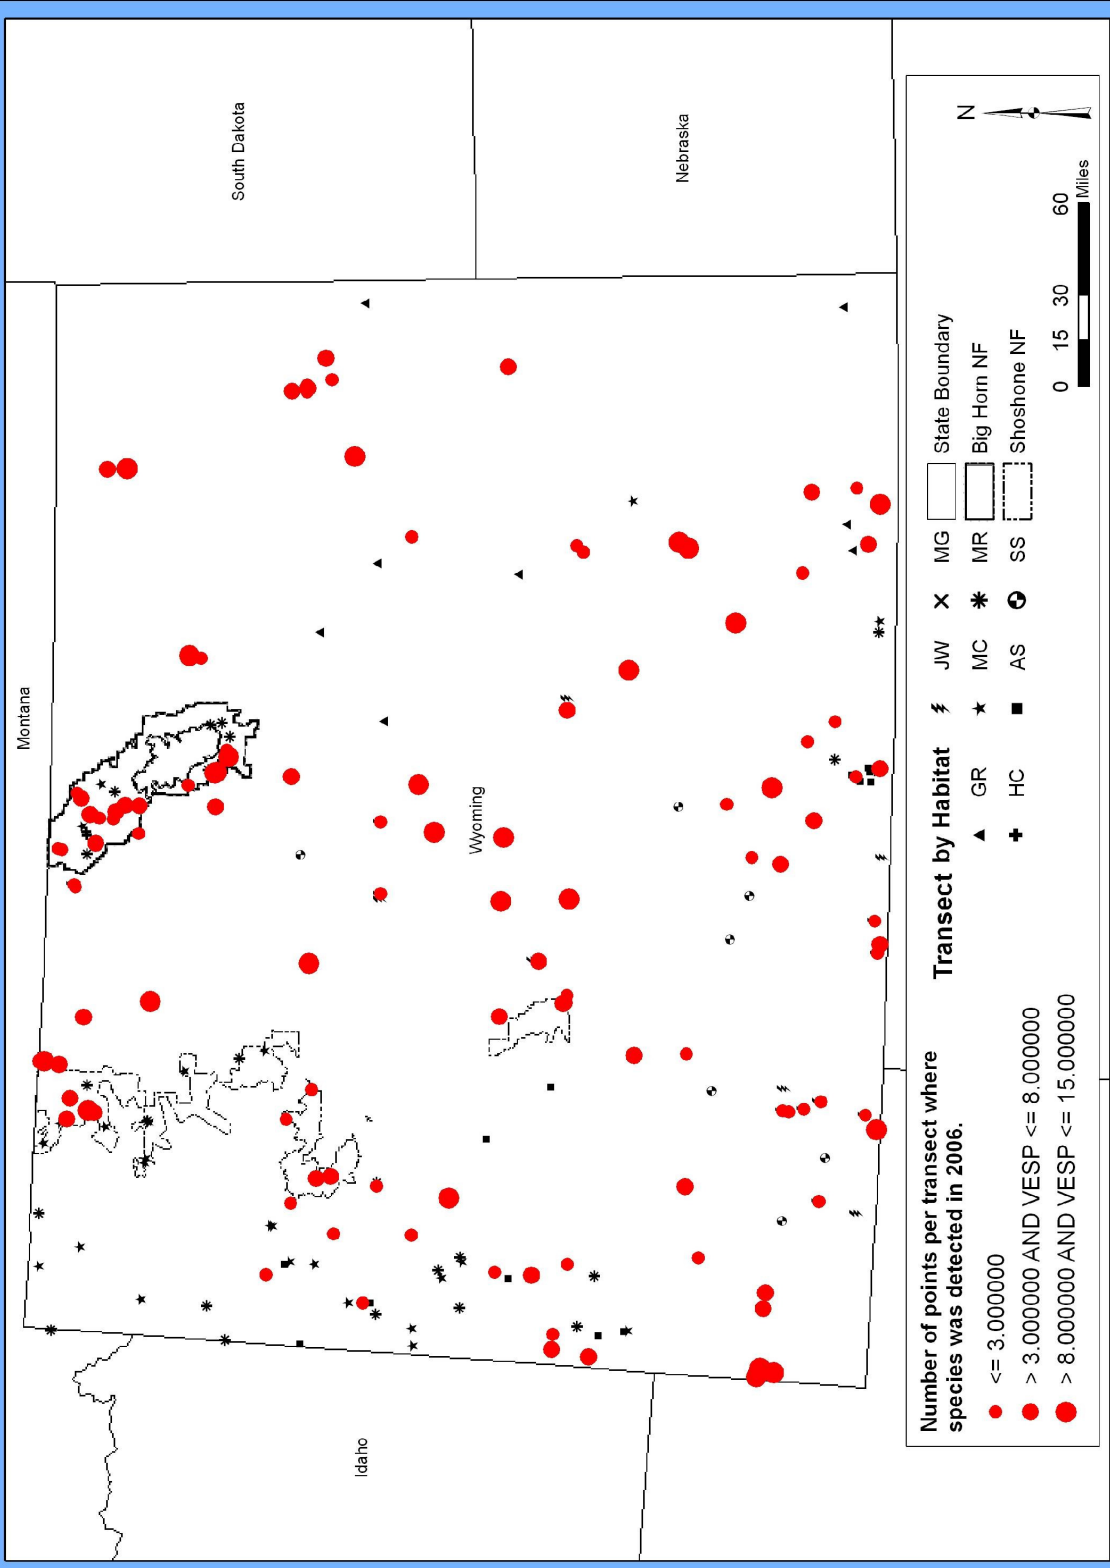 Montana
South Dakota
Idaho
Wyoming
Nebraska
Number of points per transect where
species was detected in 2006.
<= 3.000000
> 3.000000 AND VESP <= 8.000000
> 8.000000 AND VESP <= 15.000000
Transect by Habitat
GR
JW
MG
HC
MC
MR
AS
SS
State Boundary
Big Horn NF
Shoshone NF
N
0 15 30 60
Miles